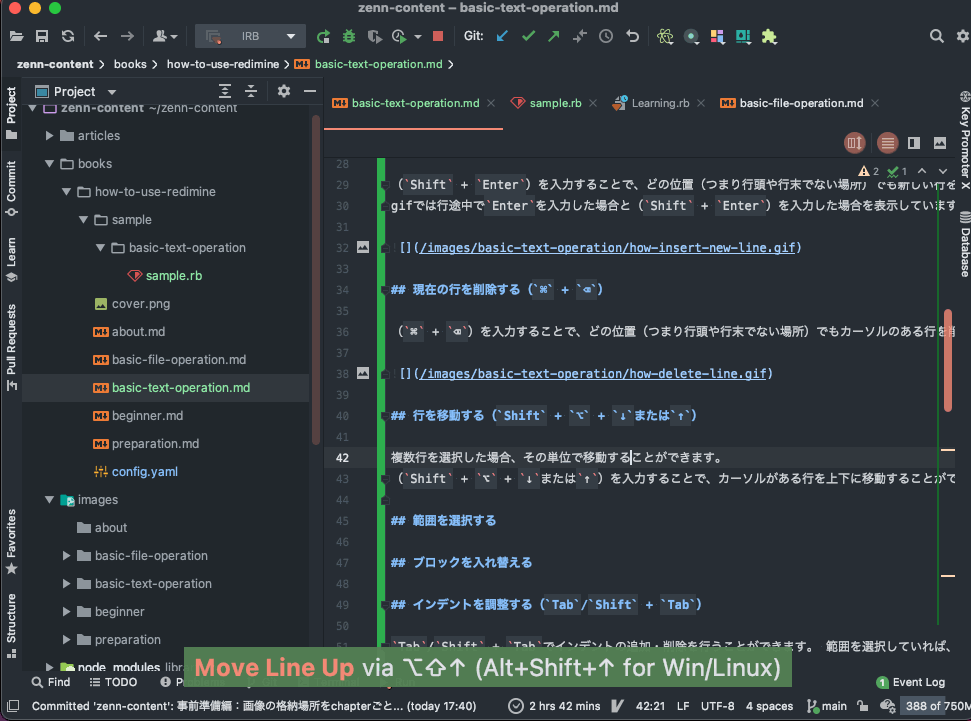 zenn-content – basic-text-operation.md
IRB
Git:
zenn-content
books
how-to-use-redimine
basic-text-operation.md
Project
basic-text-operation.md
sample.rb
Learning.rb
basic-file-operation.md
Project
Commit
Learn
Pull Requests
Favorites
Structure
Key Promoter X
Database
zenn-content ~/zenn-content
articles
books
how-to-use-redimine
sample
basic-text-operation
sample.rb
cover.png
about.md
basic-file-operation.md
basic-text-operation.md
beginner.md
preparation.md
config.yaml
images
about
basic-file-operation
basic-text-operation
beginner
preparation
node_modules
2 1
28
29 (`Shift` + `Enter`) を入力することで、どの位置（つまり行頭や行末でない場所）でも新しい行を
30 gifでは行途中で`Enter`を入力した場合と（`Shift` + `Enter`）を入力した場合を表示しています
31
32 ![](/images/basic-text-operation/how-insert-new-line.gif)
33
34 ## 現在の行を削除する（`⌘` + `⌫`）
35
36 （`⌘` + `⌫`）を入力することで、どの位置（つまり行頭や行末でない場所）でもカーソルのある行を削
37
38 ![](/images/basic-text-operation/how-delete-line.gif)
39
40 ## 行を移動する（`Shift` + `⌥` + `↓`または`↑`）
41
42 複数行を選択した場合、その単位で移動することができます。
43 （`Shift` + `⌥` + `↓`または`↑`）を入力することで、カーソルがある行を上下に移動することがで
44
45 ## 範囲を選択する
46
47 ## ブロックを入れ替える
48
49 ## インデントを調整する（`Tab`/`Shift` + `Tab`）
50
`Tab`/`Shift` + `Tab`でインデントの追加・削除を行うことができます。 範囲を選択していれば、
Move Line Up via ⌥⇧↑ (Alt+Shift+↑ for Win/Linux)
Find
TODO
1 Event Log
Committed 'zenn-content': 事前準備編：画像の格納場所をchapterごと... (today 17:40)
2 hrs 42 mins
42:21
LF
UTF-8
4 spaces
main
388 of 750M